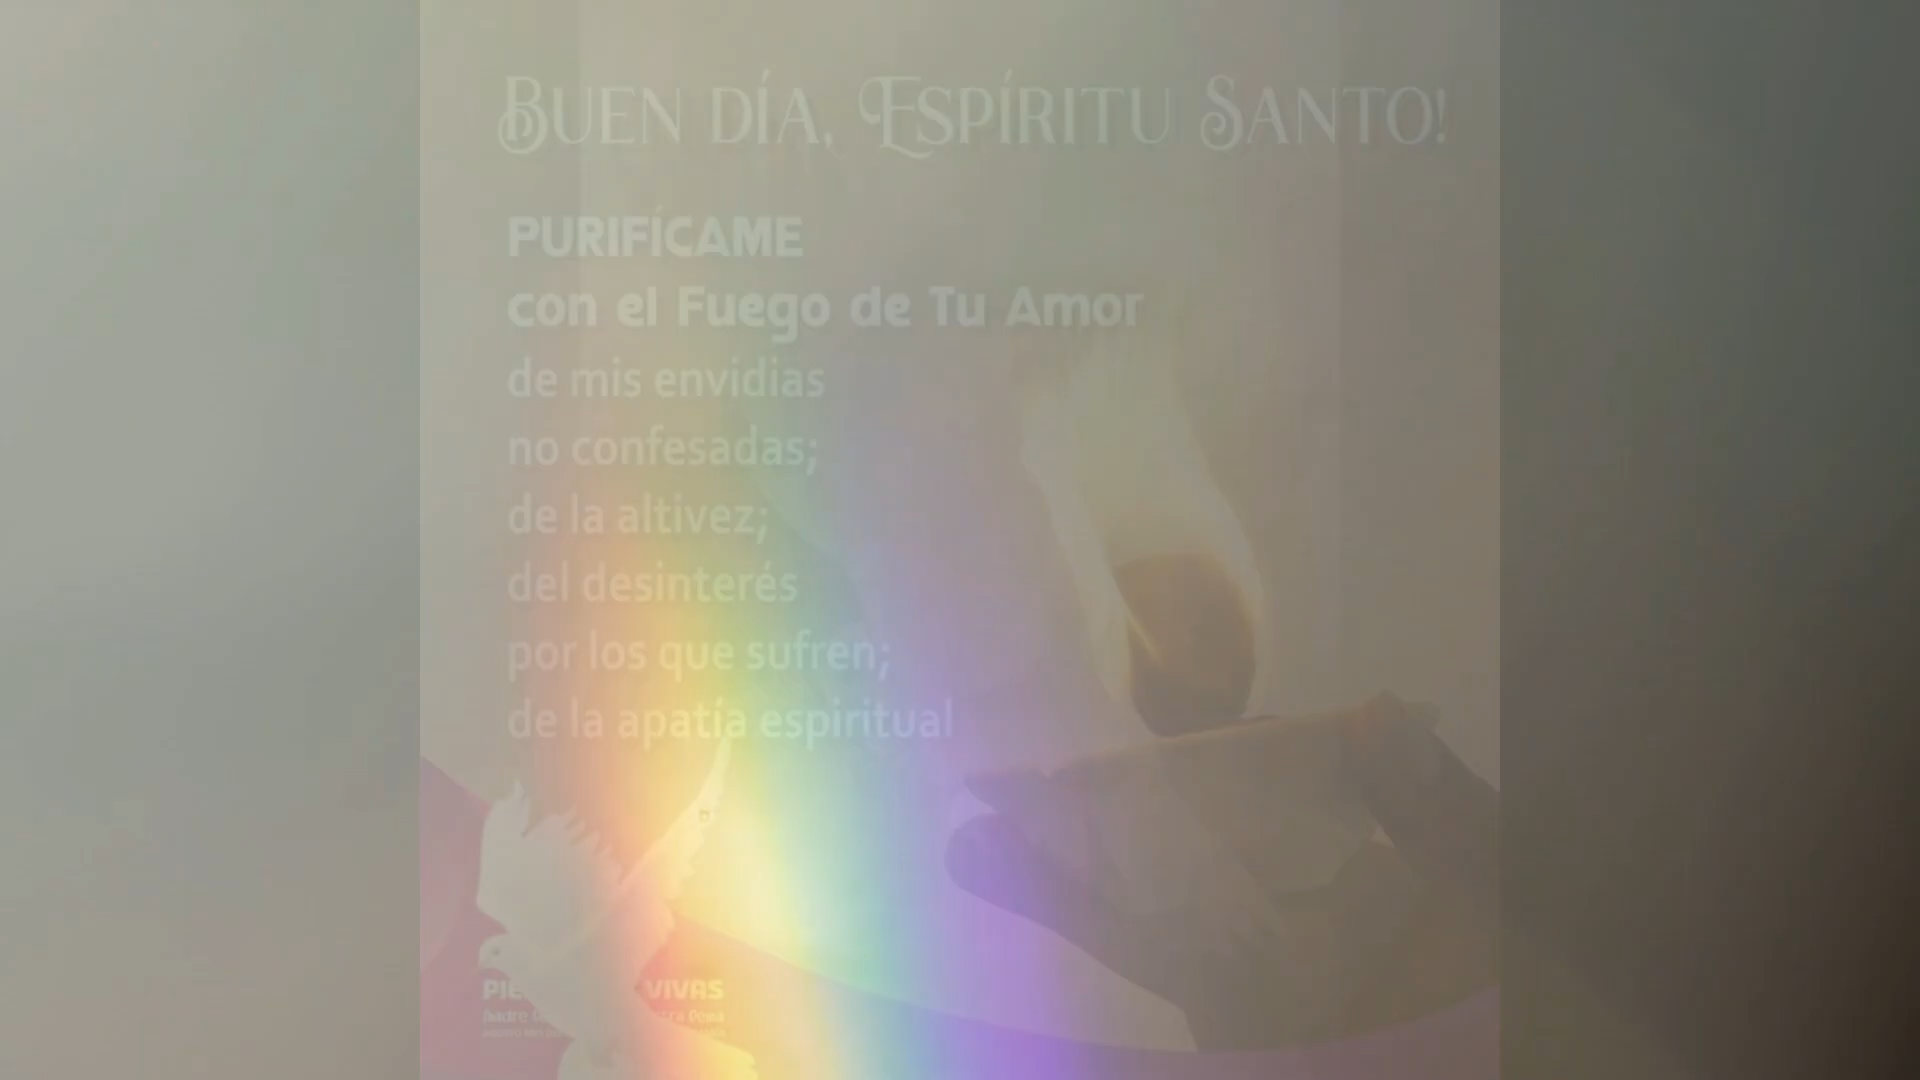 BUEN DÍA, ESPÍRITU SANTO!
PURIFÍCAME
con el Fuego de Tu Amor
de mis envidias
no confesadas;
de la altivez;
del desinterés
por los que sufren;
de la apatía espiritual
VIVAS